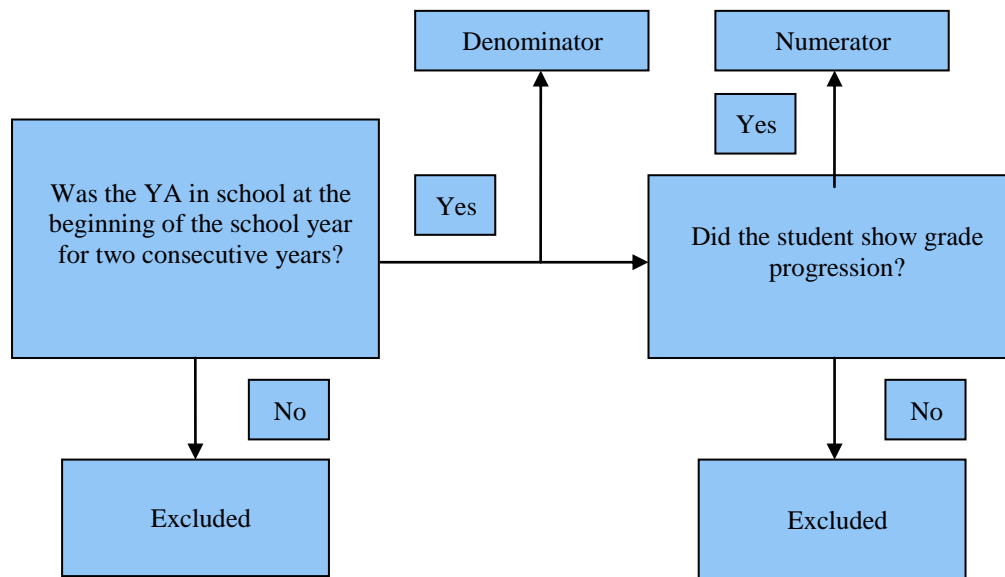 Denominator
Numerator
Yes
Was the YA in school at the
beginning of the school year
for two consecutive years?
Yes
Did the student show grade
progression?
No
No
Excluded
Excluded